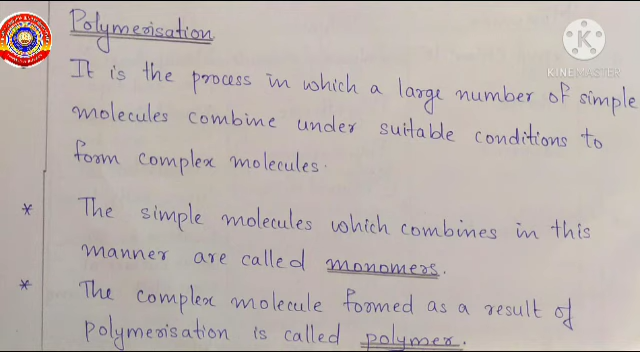 Polymerisation
It is the process in which a large number of simple
molecules combine under suitable conditions to
form complex molecules.
* The simple molecules which combines in this
manner are called monomers.
* The complex molecule formed as a result of
polymerisation is called polymer.
KINEMASTER